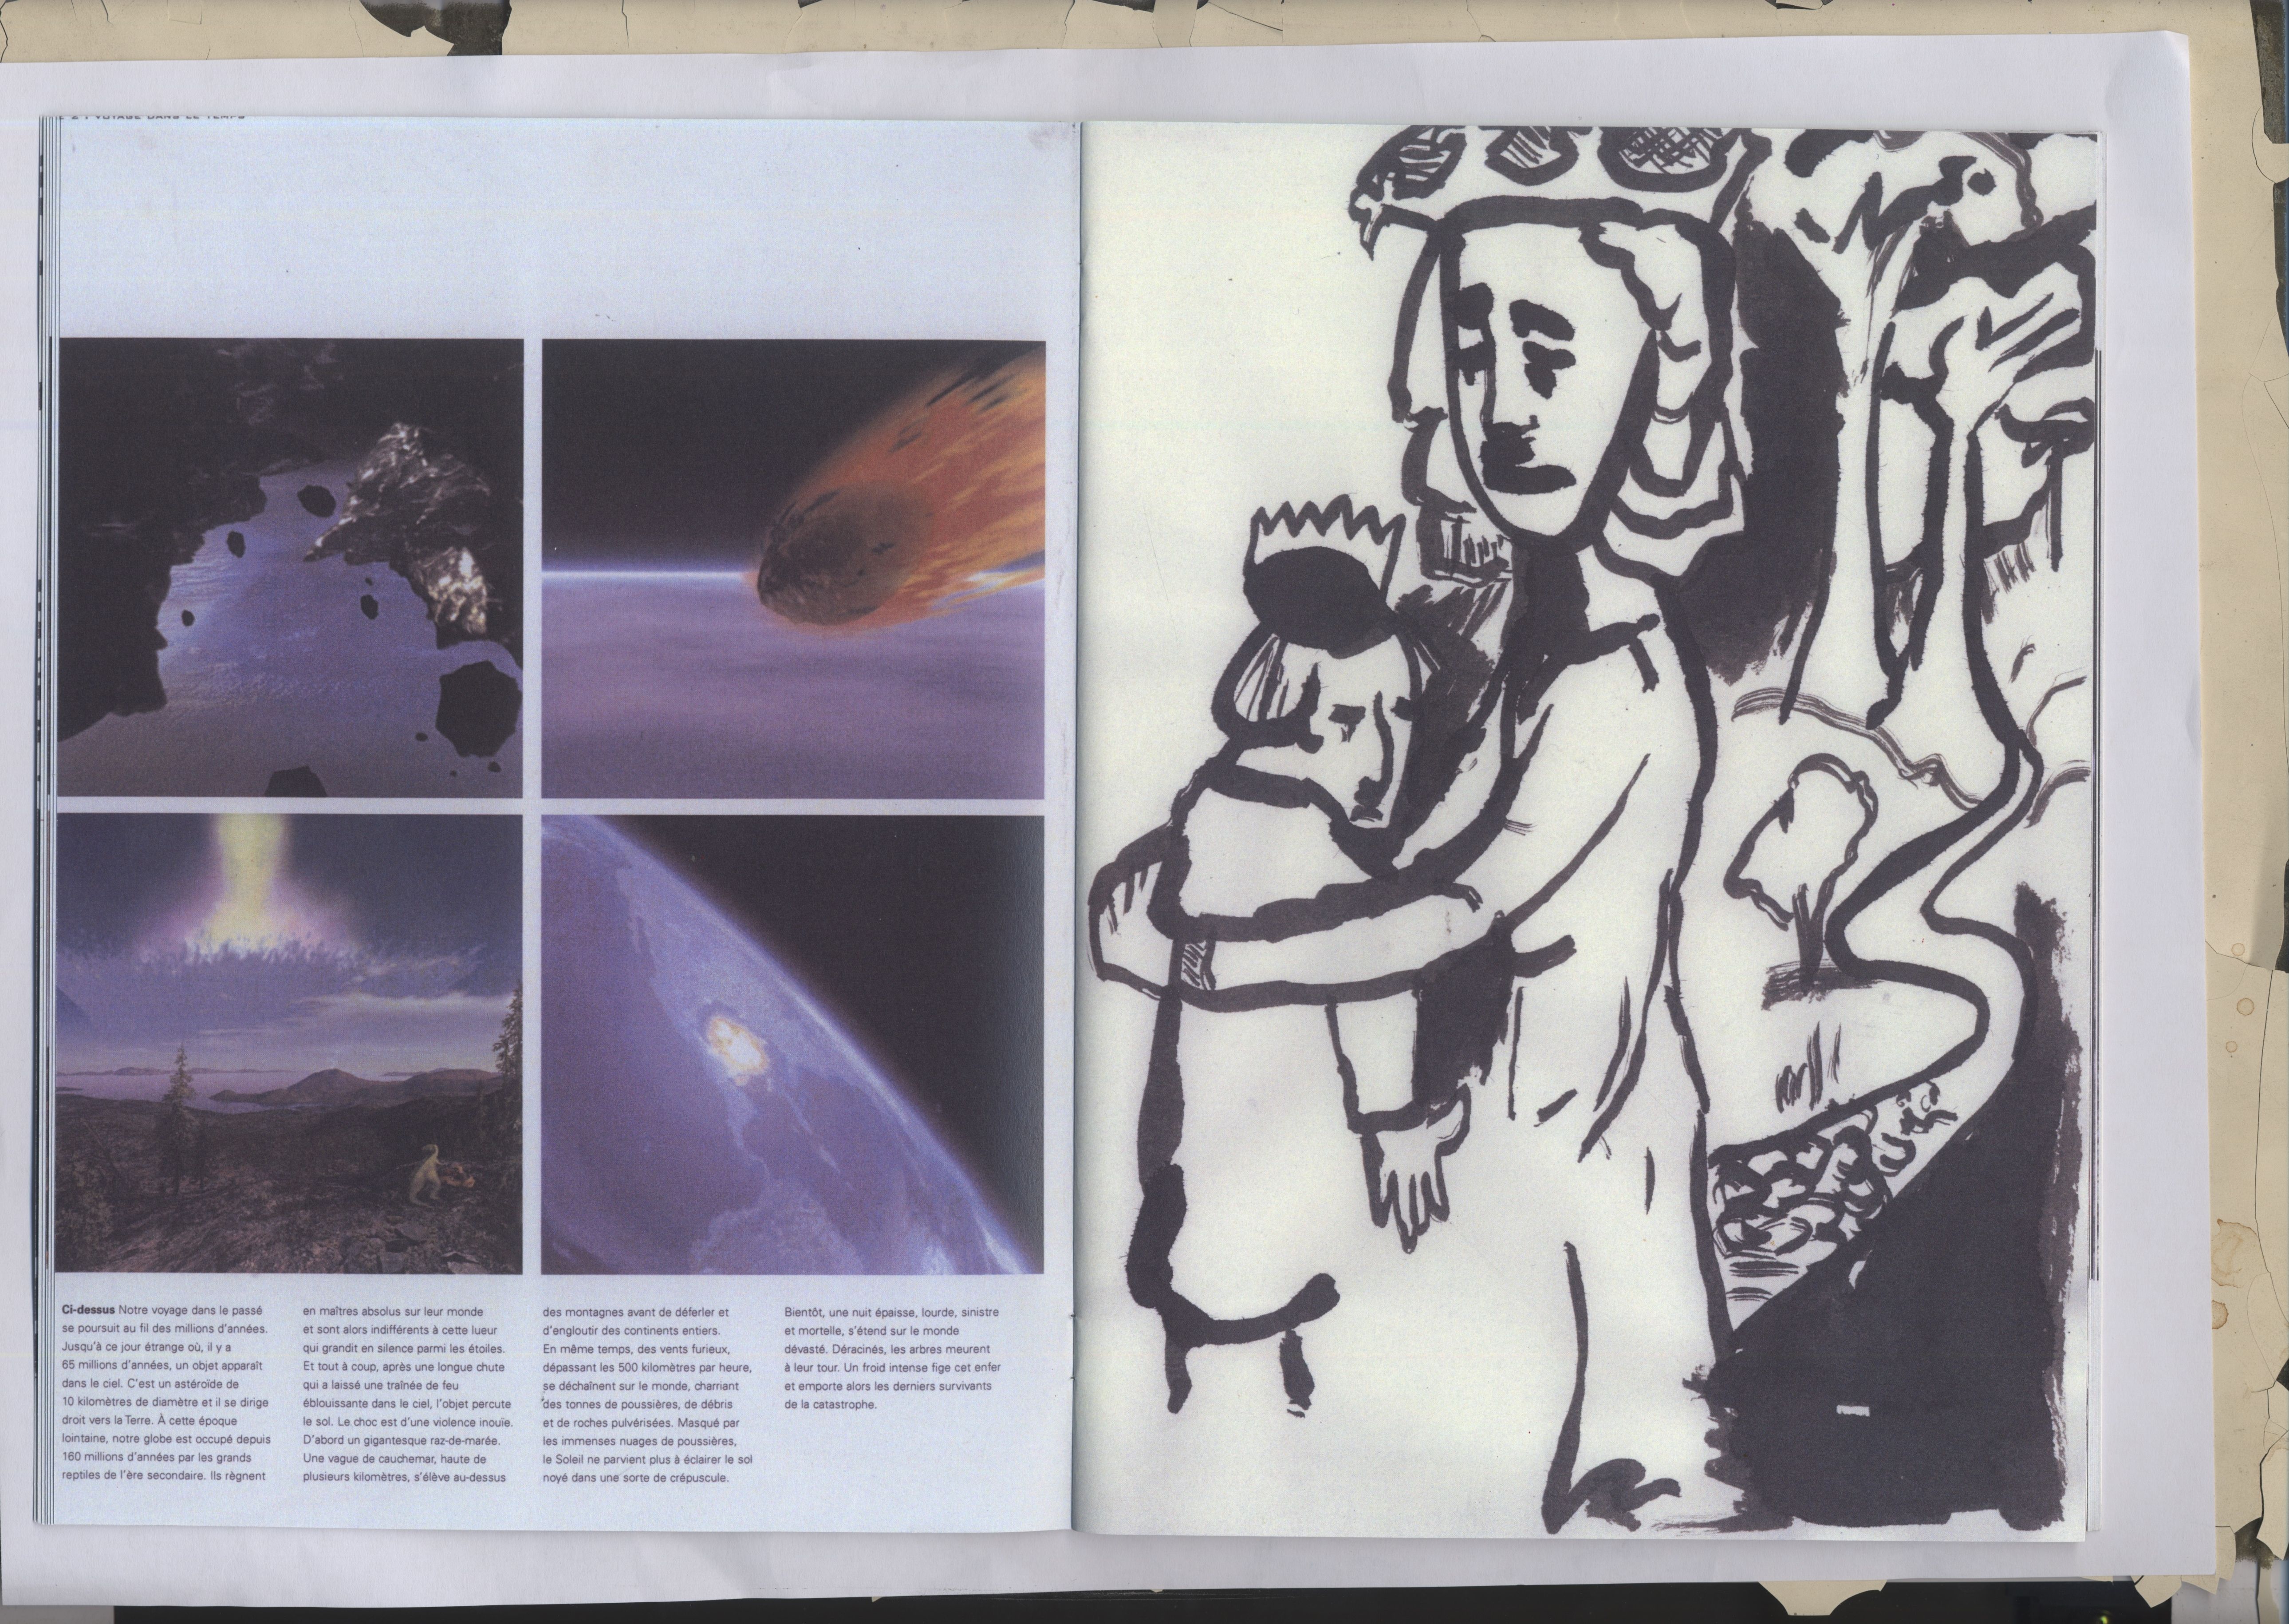 2 : VOYAGE DANS LE TEMPS
Ci-dessus Notre voyage dans le passé
se poursuit au fil des millions d'années.
Jusqu'à ce jour étrange où, il y a
65 millions d'années, un objet apparaît
dans le ciel. C'est un astéroïde de
10 kilomètres de diamètre et il se dirige
droit vers la Terre. À cette époque
lointaine, notre globe est occupé depuis
160 millions d'années par les grands
reptiles de l'ère secondaire. Ils règnent
en maîtres absolus sur leur monde
et sont alors indifférents à cette lueur
qui grandit en silence parmi les étoiles.
Et tout à coup, après une longue chute
qui a laissé une traînée de feu
éblouissante dans le ciel, l'objet percute
le sol. Le choc est d'une violence inouïe.
D'abord un gigantesque raz-de-marée.
Une vague de cauchemar, haute de
plusieurs kilomètres, s'élève au-dessus
des montagnes avant de déferler et
d'engloutir des continents entiers.
En même temps, des vents furieux,
dépassant les 500 kilomètres par heure,
se déchaînent sur le monde, charriant
des tonnes de poussières, de débris
et de roches pulvérisées. Masqué par
les immenses nuages de poussières,
le Soleil ne parvient plus à éclairer le sol
noyé dans une sorte de crépuscule.
Bientôt, une nuit épaisse, lourde, sinistre
et mortelle, s'étend sur le monde
dévasté. Déracinés, les arbres meurent
à leur tour. Un froid intense fige cet enfer
et emporte alors les derniers survivants
de la catastrophe.